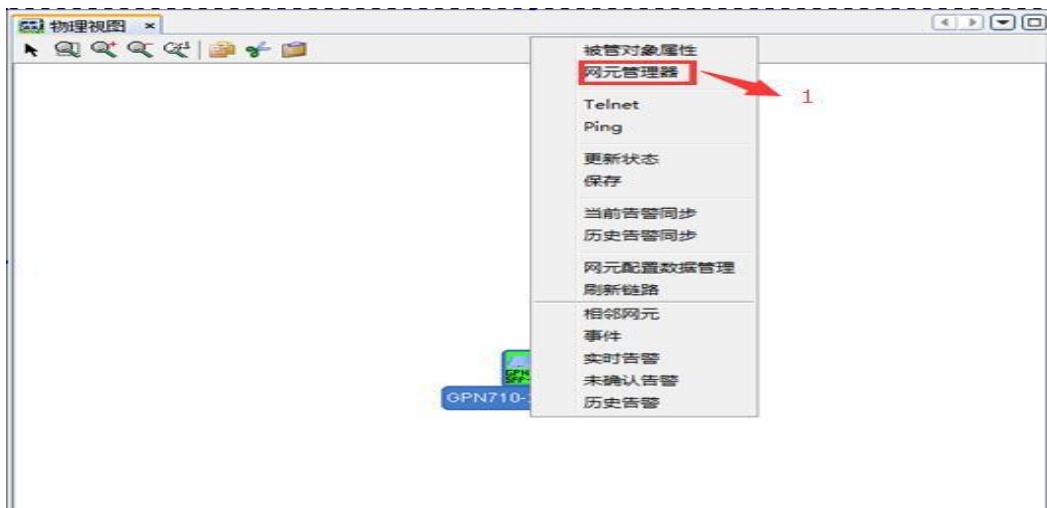 物理视图
被管对象属性
网元管理器
1
Telnet
Ping
更新状态
保存
当前告警同步
历史告警同步
网元配置数据管理
刷新链路
相邻网元
事件
实时告警
未确认告警
历史告警
GPN710-